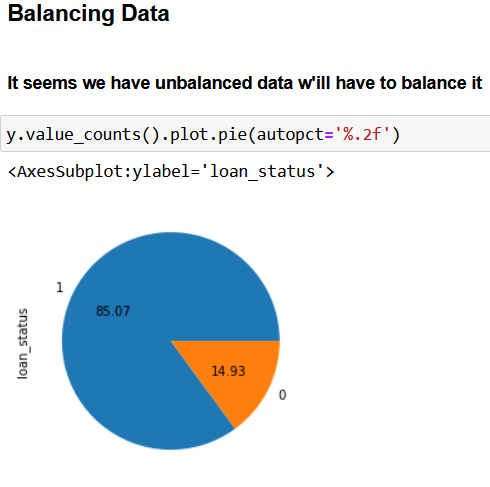 Balancing Data
It seems we have unbalanced data w'ill have to balance it
y.value_counts().plot.pie(autopct='%.2f')
<AxesSubplot:ylabel='loan_status'>
1
85.07
loan_status
14.93
0